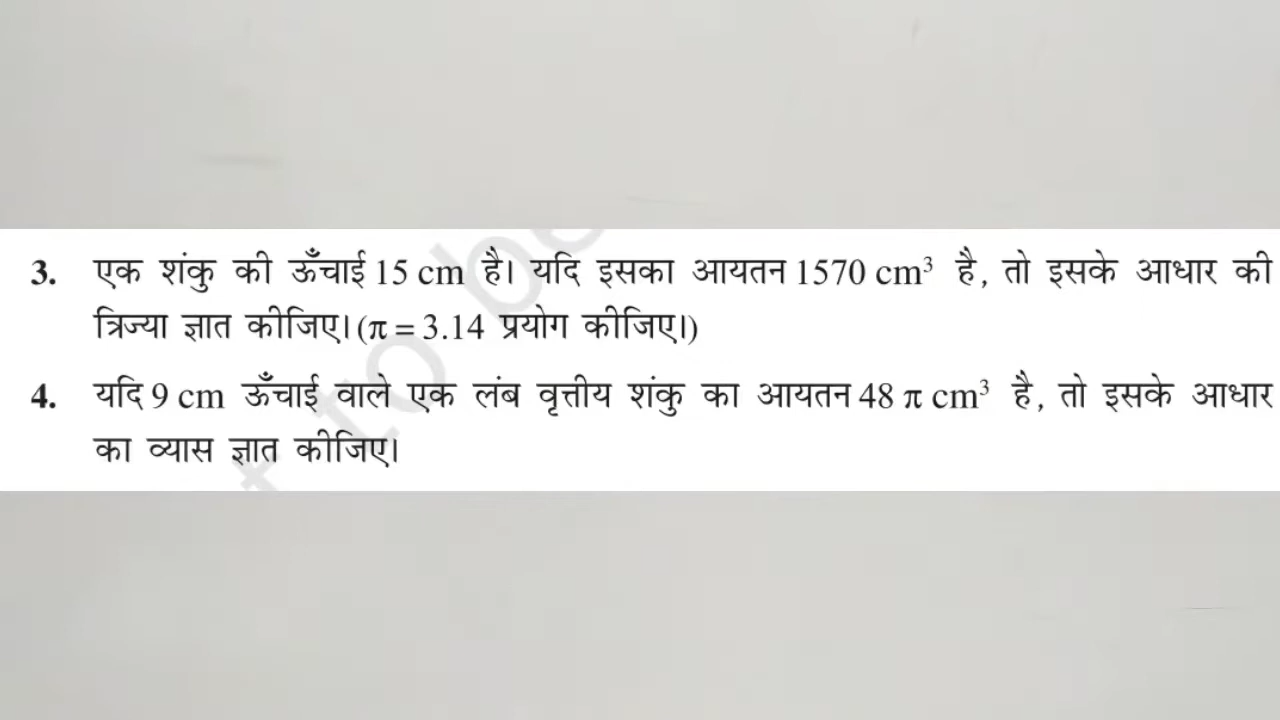 3. एक शंकु की ऊँचाई 15 cm है। यदि इसका आयतन 1570 cm³ है, तो इसके आधार की
त्रिज्या ज्ञात कीजिए। (π = 3.14 प्रयोग कीजिए।)
4. यदि 9 cm ऊँचाई वाले एक लंब वृत्तीय शंकु का आयतन 48 π cm³ है, तो इसके आधार
का व्यास ज्ञात कीजिए।